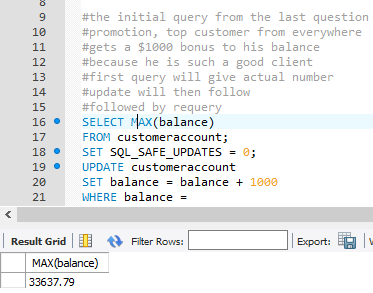 8
9 #the initial query from the last question
10 #promotion, top customer from everywhere
11 #gets a $1000 bonus to his balance
12 #because he is such a good client
13 #first query will give actual number
14 #update will then follow
15 #followed by requery
16 SELECT MAX(balance)
17 FROM customeraccount;
18 SET SQL_SAFE_UPDATES = 0;
19 UPDATE customeraccount
20 SET balance = balance + 1000
21 WHERE balance =
Result Grid Filter Rows: Export:
MAX(balance)
33637.79